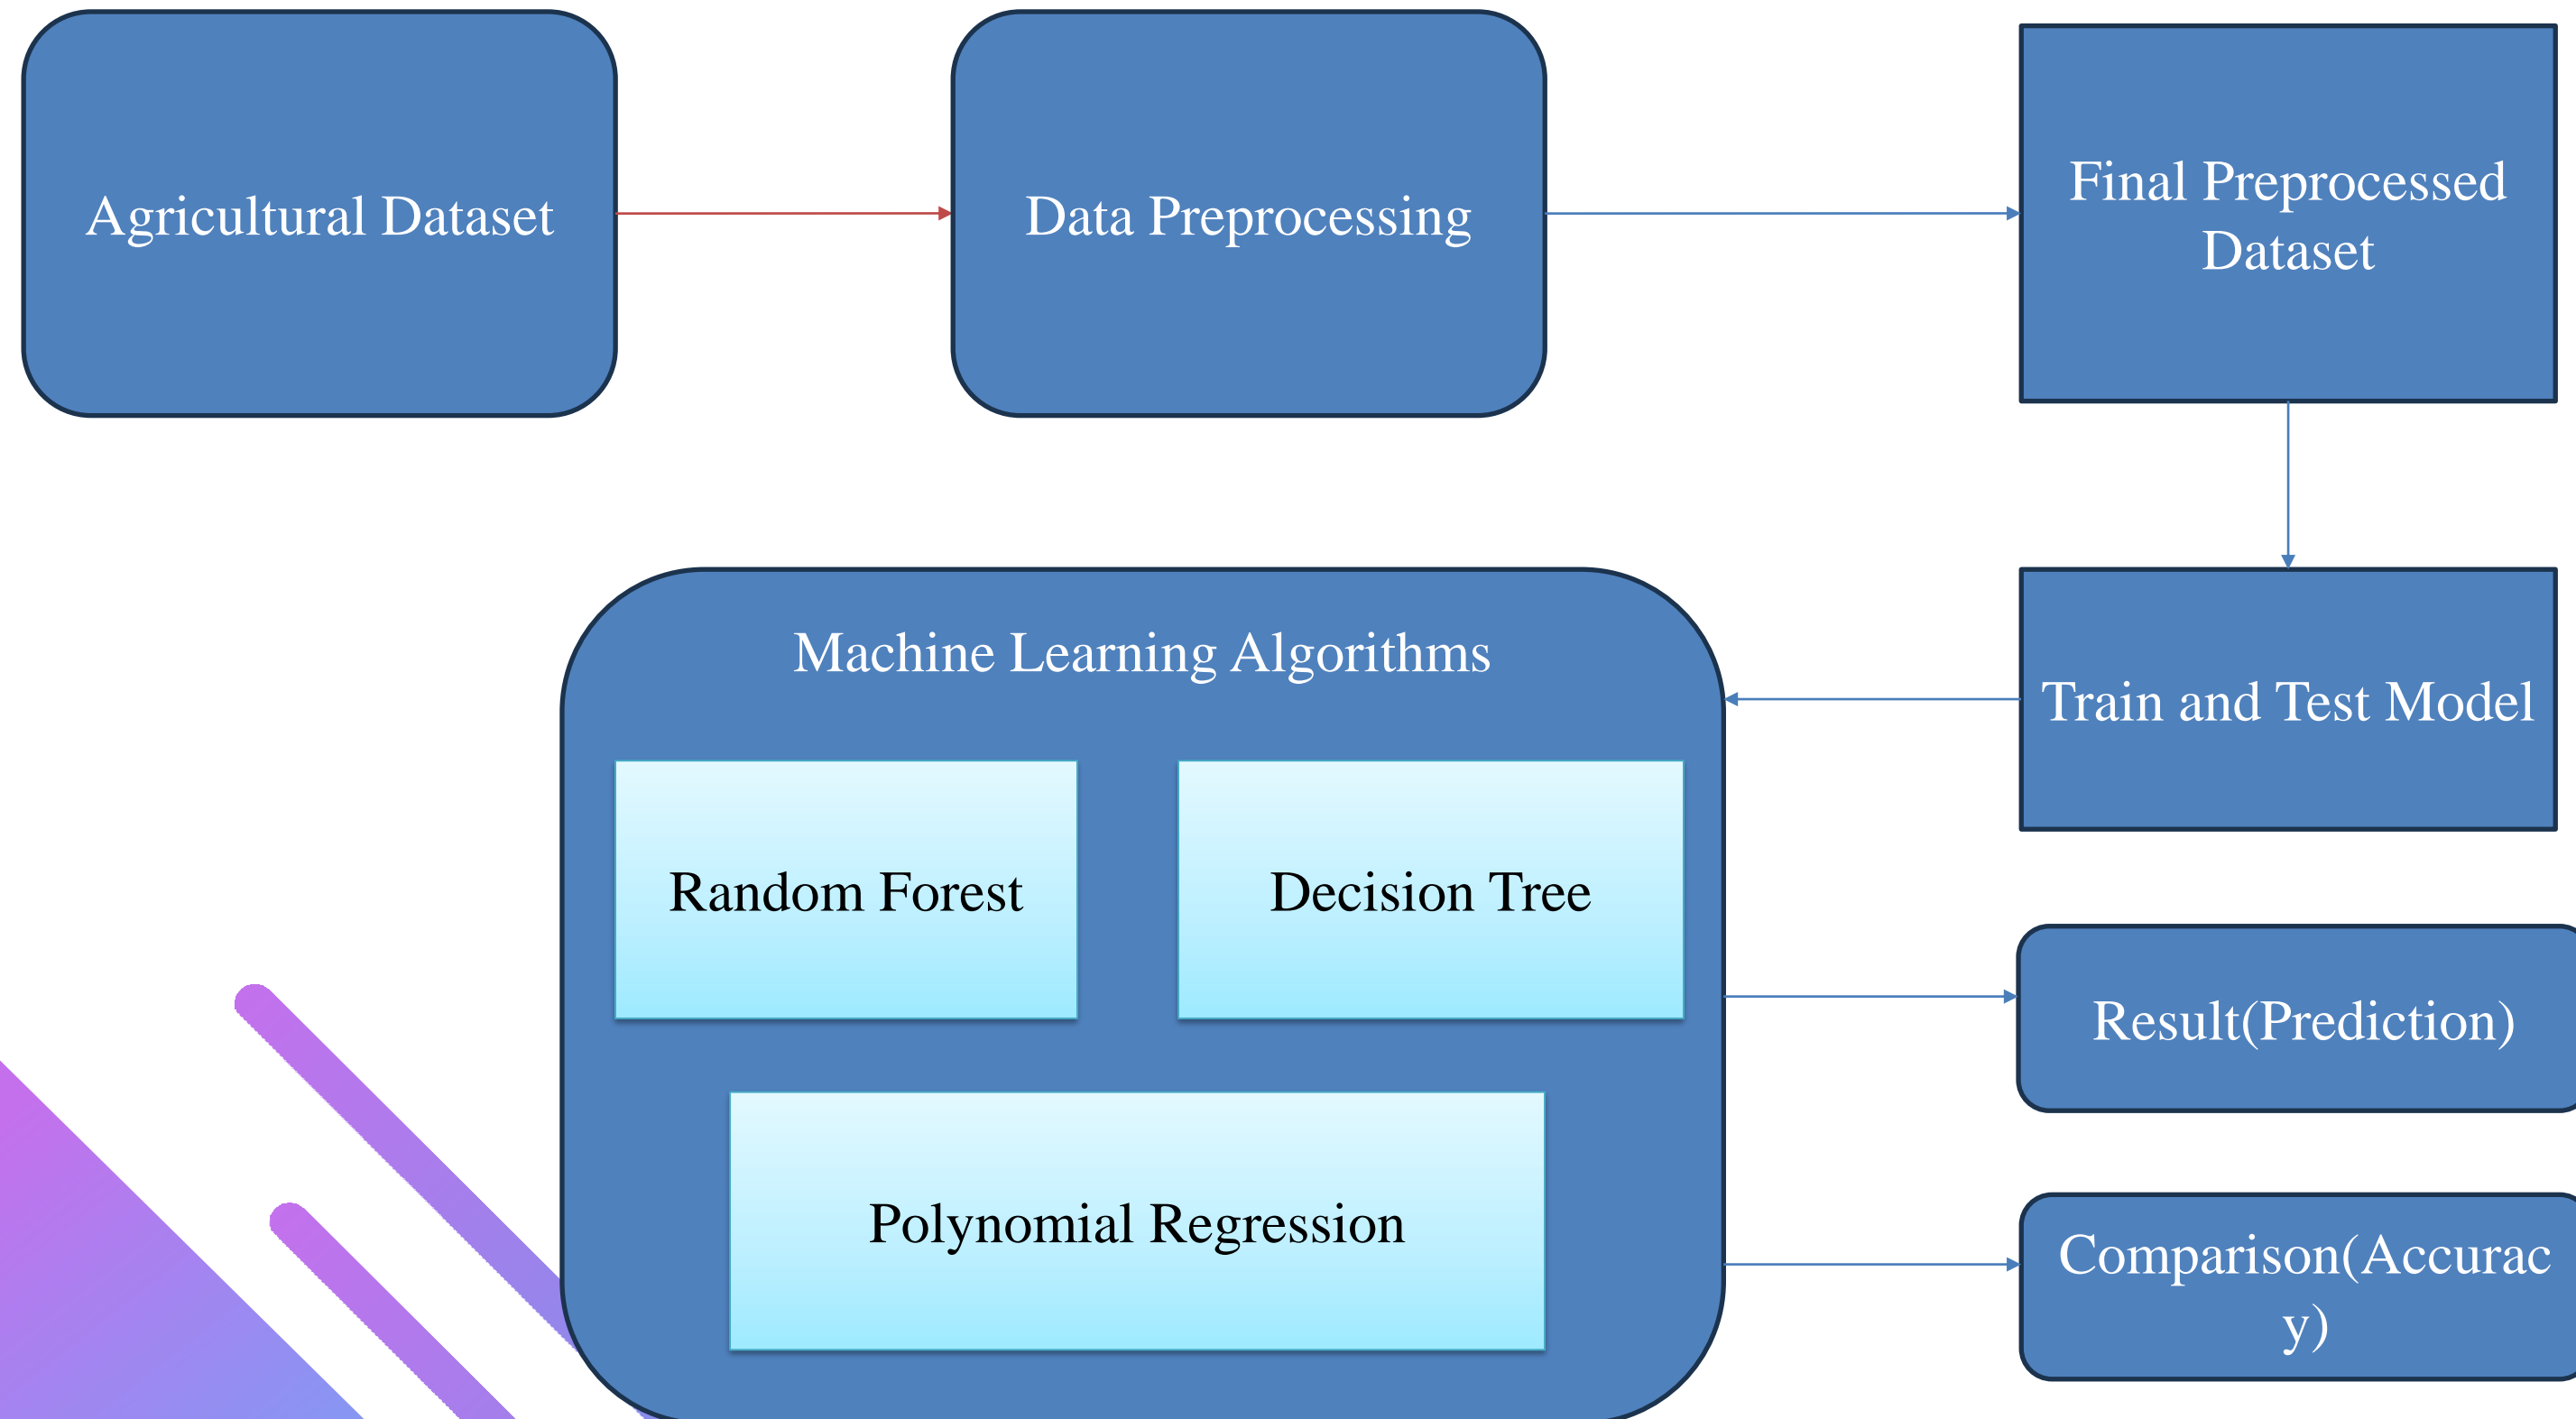 Agricultural Dataset
Data Preprocessing
Final Preprocessed
Dataset
Machine Learning Algorithms
Train and Test Model
Random Forest
Decision Tree
Result(Prediction)
Polynomial Regression
Comparison(Accurac
y)